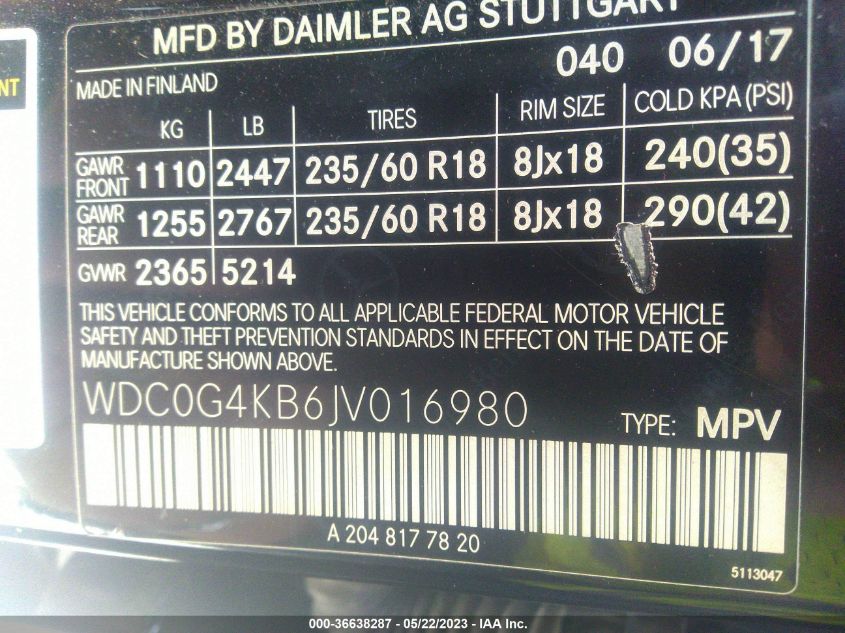 MFD BY DAIMLER AG STUTTGART
040 06/17
MADE IN FINLAND
KG LB TIRES RIM SIZE COLD KPA (PSI)
GAWR FRONT 1110 2447 235/60 R18 8Jx18 240(35)
GAWR REAR 1255 2767 235/60 R18 8Jx18 290(42)
GVWR 2365 5214
THIS VEHICLE CONFORMS TO ALL APPLICABLE FEDERAL MOTOR VEHICLE
SAFETY AND THEFT PREVENTION STANDARDS IN EFFECT ON THE DATE OF
MANUFACTURE SHOWN ABOVE.
WDC0G4KB6JV016980
TYPE: MPV
A 204 817 78 20
5113047
000-36638287 - 05/22/2023 - IAA Inc.